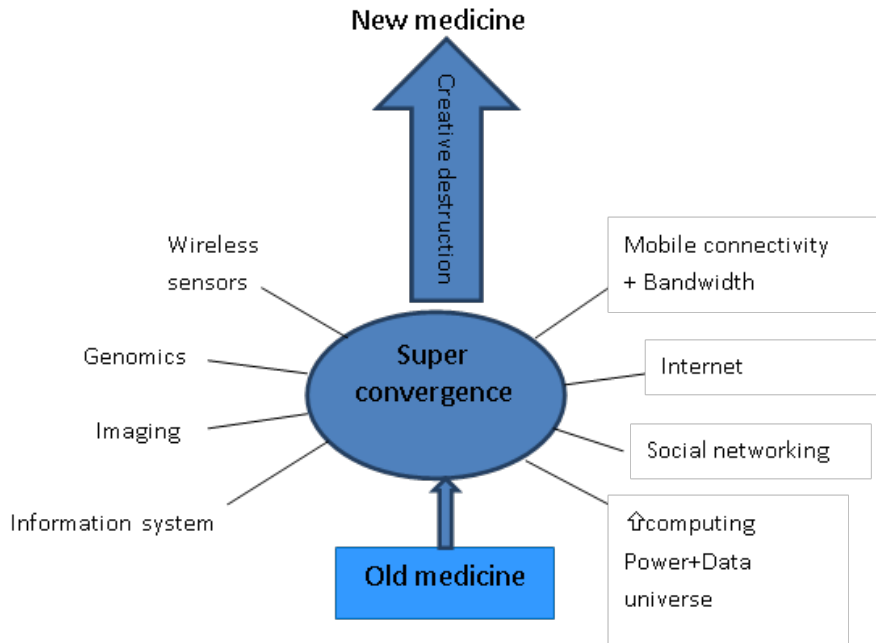 New medicine
Creative destruction
Wireless
sensors
Mobile connectivity
+ Bandwidth
Super
convergence
Genomics
Internet
Imaging
Social networking
Information system
⇧computing
Power+Data
universe
Old medicine